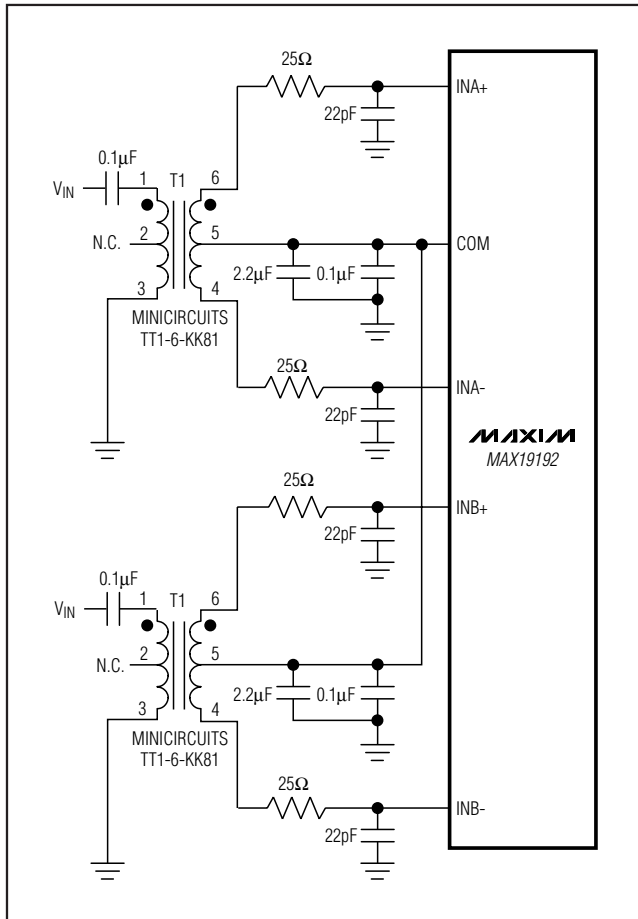 25Ω
INA+
22pF
0.1μF
1
T1
6
VIN
N.C.
2
5
COM
2.2μF
0.1μF
3
4
MINICIRCUITS
TT1-6-KK81
25Ω
INA-
22pF
MAXIM
MAX19192
25Ω
INB+
22pF
0.1μF
1
T1
6
VIN
N.C.
2
5
2.2μF
0.1μF
3
4
MINICIRCUITS
TT1-6-KK81
25Ω
INB-
22pF